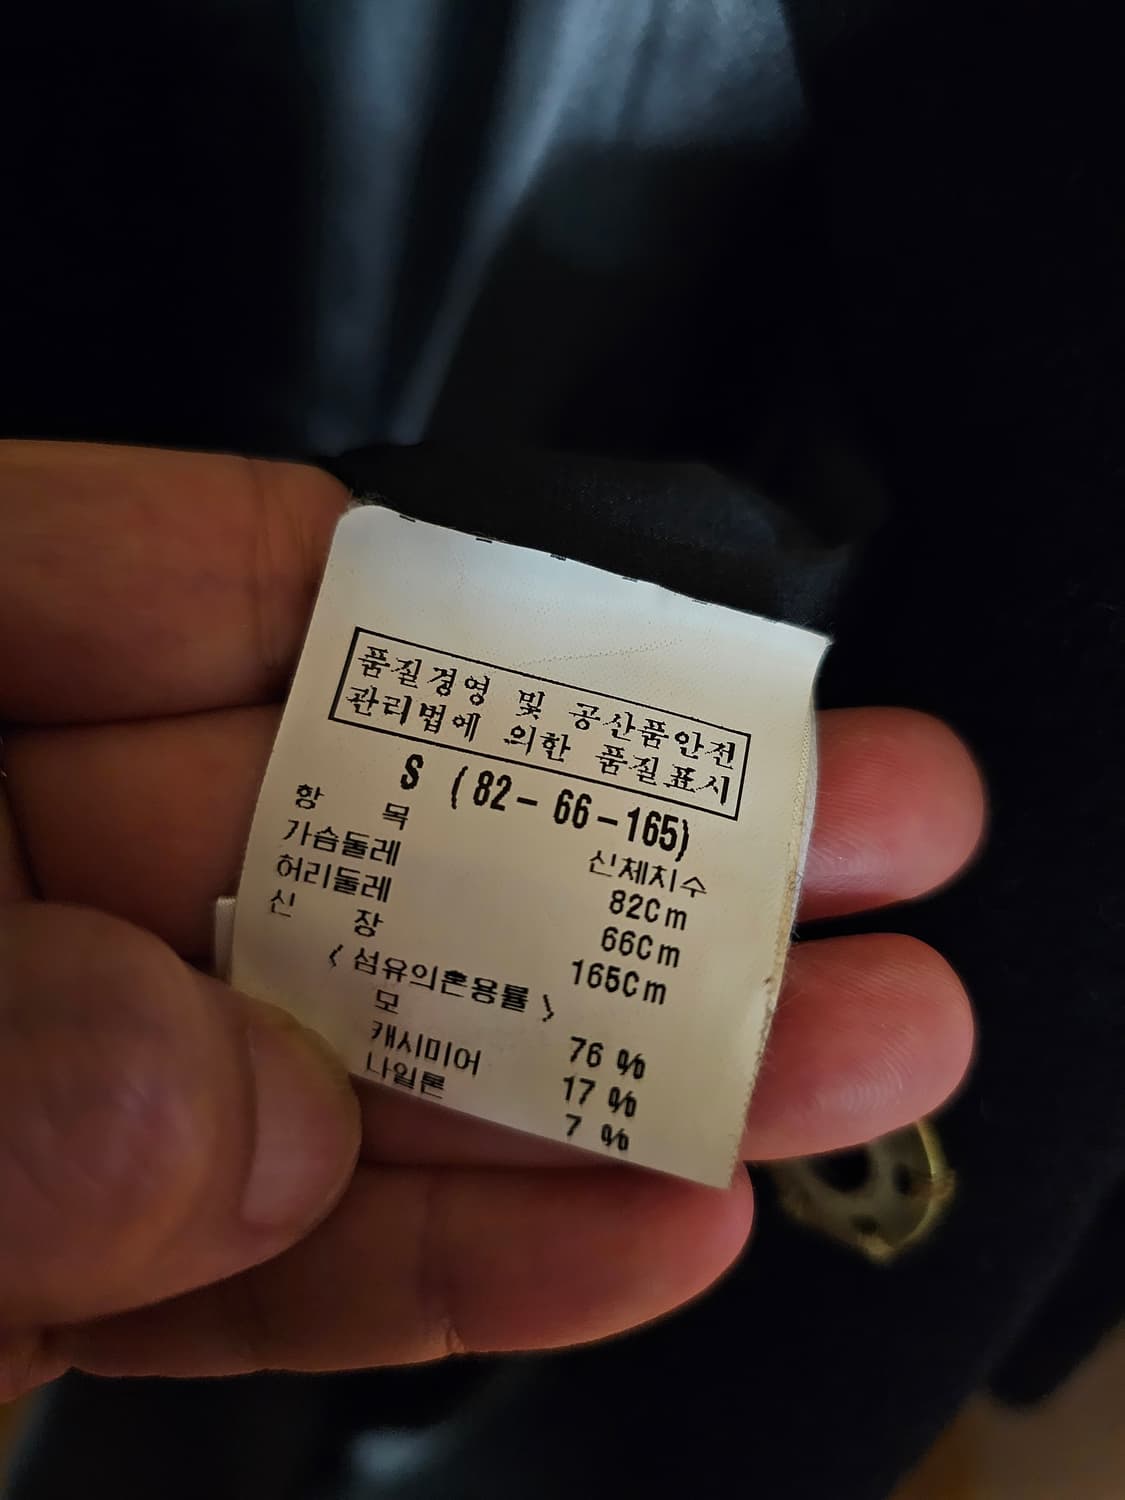 품질경영 및 공산품안전
관리법에 의한 품질표시
S (82-66-165)
항 목 신체치수
가슴둘레 82Cm
허리둘레 66Cm
신 장 165Cm
<섬유의혼용률>
모 76 %
캐시미어 17 %
나일론 7 %